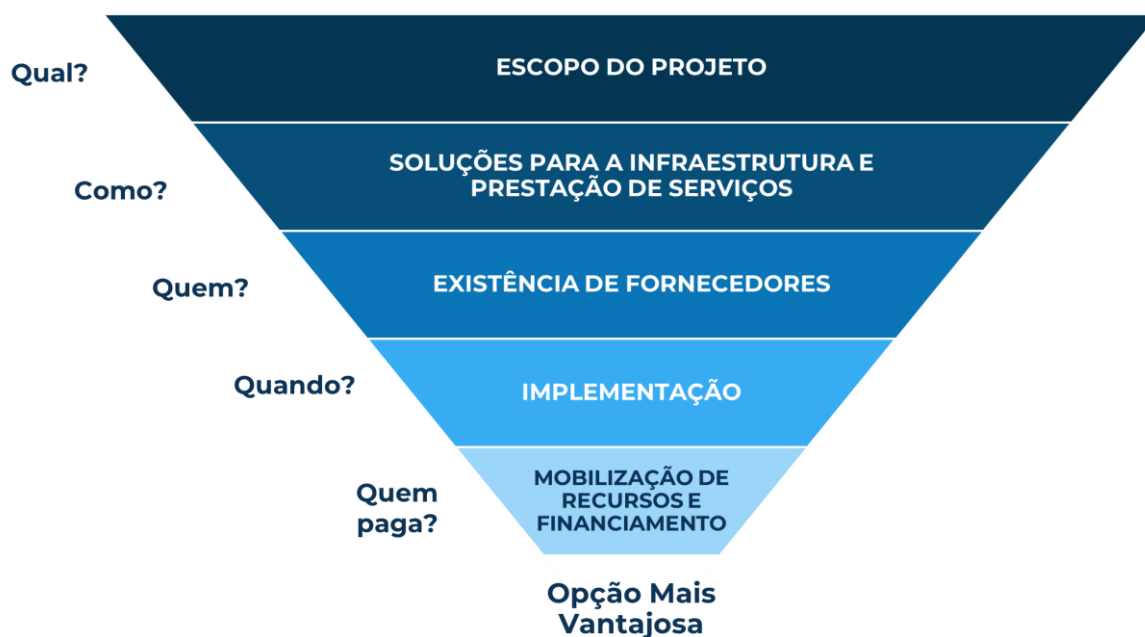 Qual?
ESCOPO DO PROJETO
Como?
SOLUÇÕES PARA A INFRAESTRUTURA E
PRESTAÇÃO DE SERVIÇOS
Quem?
EXISTÊNCIA DE FORNECEDORES
Quando?
IMPLEMENTAÇÃO
Quem
paga?
MOBILIZAÇÃO DE
RECURSOS E
FINANCIAMENTO
Opção Mais
Vantajosa